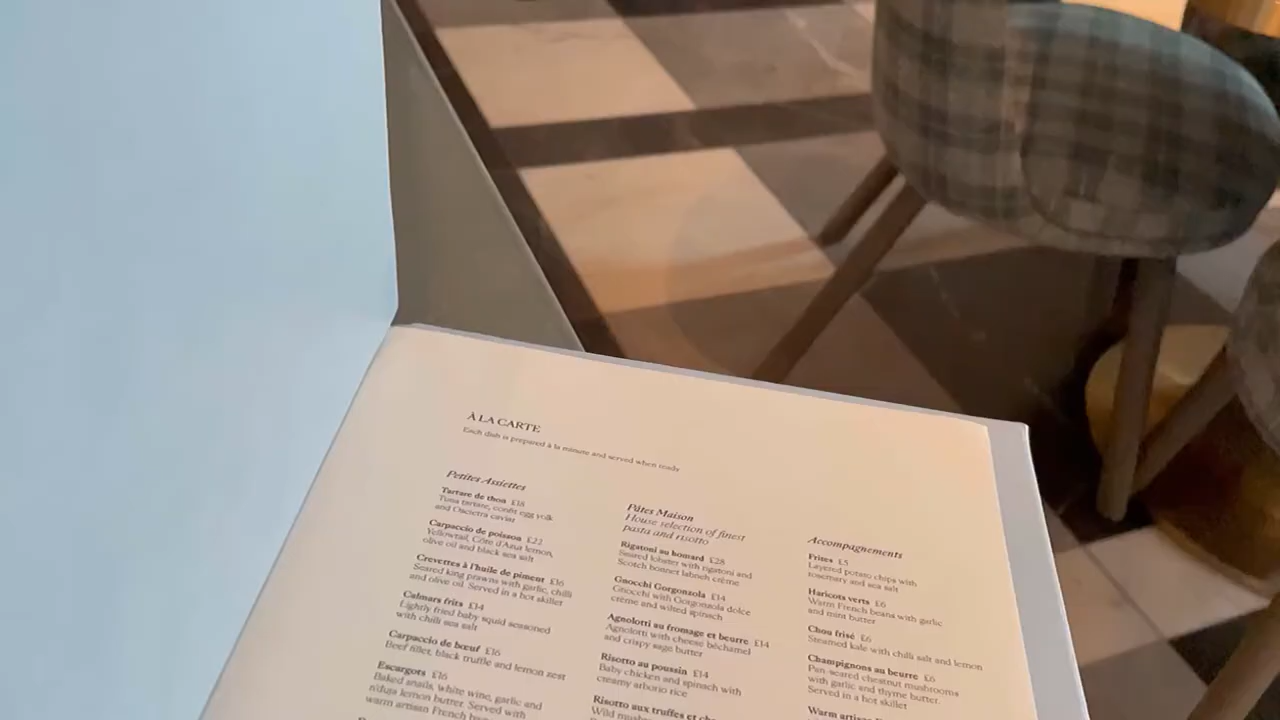 À LA CARTE
Each dish is prepared à la minute and served when ready
Petites Assiettes
Tartare de thon £18
Tuna tartare, confit egg yolk
and Oscietra caviar
Carpaccio de poisson £22
Yellowtail, Côte d'Azur lemon,
olive oil and black sea salt
Crevettes à l'huile de piment £16
Seared king prawns with garlic, chilli
and olive oil. Served in a hot skillet
Calmars frits £14
Lightly fried baby squid seasoned
with chilli sea salt
Carpaccio de bœuf £16
Beef fillet, black truffle and lemon zest
Escargots £16
Baked snails, white wine, garlic and
n'duja lemon butter. Served with
warm artisan French
Pâtes Maison
House selection of finest
pasta and risotto
Rigatoni au homard £28
Seared lobster with rigatoni and
Scotch bonnet labneh crème
Gnocchi Gorgonzola £14
Gnocchi with Gorgonzola dolce
crème and wilted spinach
Agnolotti au fromage et beurre £14
Agnolotti with cheese béchamel
and crispy sage butter
Risotto au poussin £14
Baby chicken and spinach with
creamy arborio rice
Risotto aux truffes et
Wild
Accompagnements
Frites £5
Layered potato chips with
rosemary and sea salt
Haricots verts £6
Warm French beans with garlic
and mint butter
Chou frisé £6
Steamed kale with chilli salt and lemon
Champignons au beurre £6
Pan-seared chestnut mushrooms
with garlic and thyme butter.
Served in a hot skillet
Warm